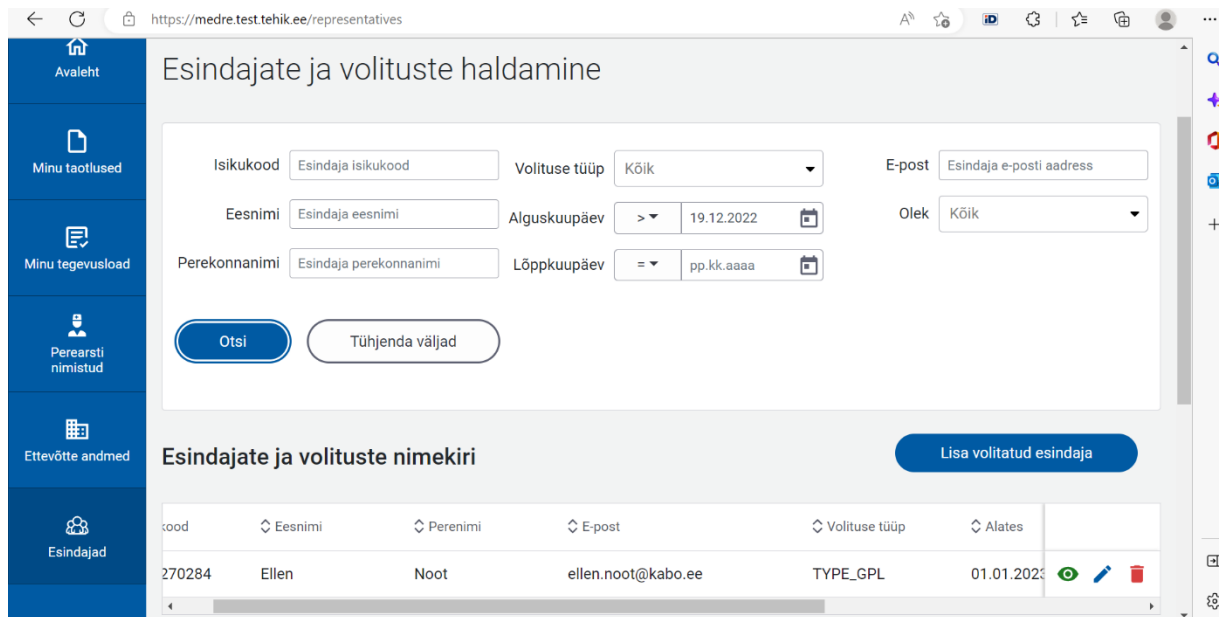 https://medre.test.tehik.ee/representatives
Avaleht
Minu taotlused
Minu tegevusload
Perearsti
nimistud
Ettevõtte andmed
Esindajad
Esindajate ja volituste haldamine
Isikukood Esindaja isikukood Volituse tüüp Kõik E-post Esindaja e-posti aadress
Eesnimi Esindaja eesnimi Alguskuupäev > 19.12.2022 Olek Kõik
Perekonnanimi Esindaja perekonnanimi Lõppkuupäev = pp.kk.aaaa
Otsi Tühjenda väljad
Esindajate ja volituste nimekiri Lisa volitatud esindaja
kood Eesnimi Perenimi E-post Volituse tüüp Alates
270284 Ellen Noot ellen.noot@kabo.ee TYPE_GPL 01.01.2023